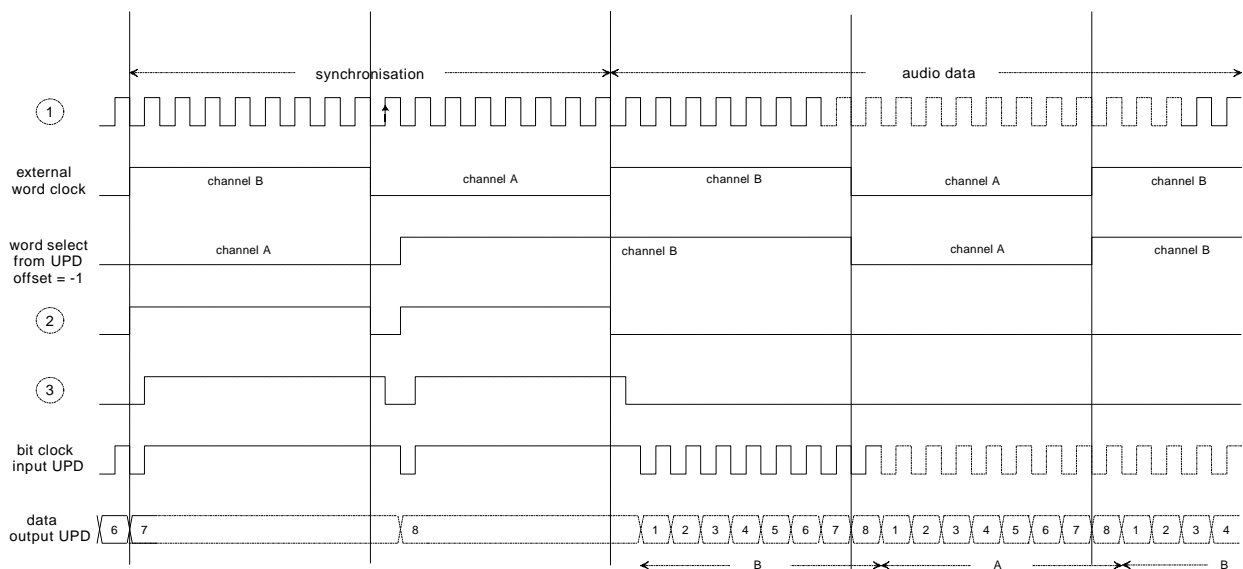 synchronisation
audio data
1
external
word clock
channel B
channel A
channel B
channel A
channel B
word select
from UPD
offset = -1
channel A
channel B
channel A
channel B
2
3
bit clock
input UPD
data
output UPD
6 7 8 1 2 3 4 5 6 7 8 1 2 3 4 5 6 7 8 1 2 3 4
B A B